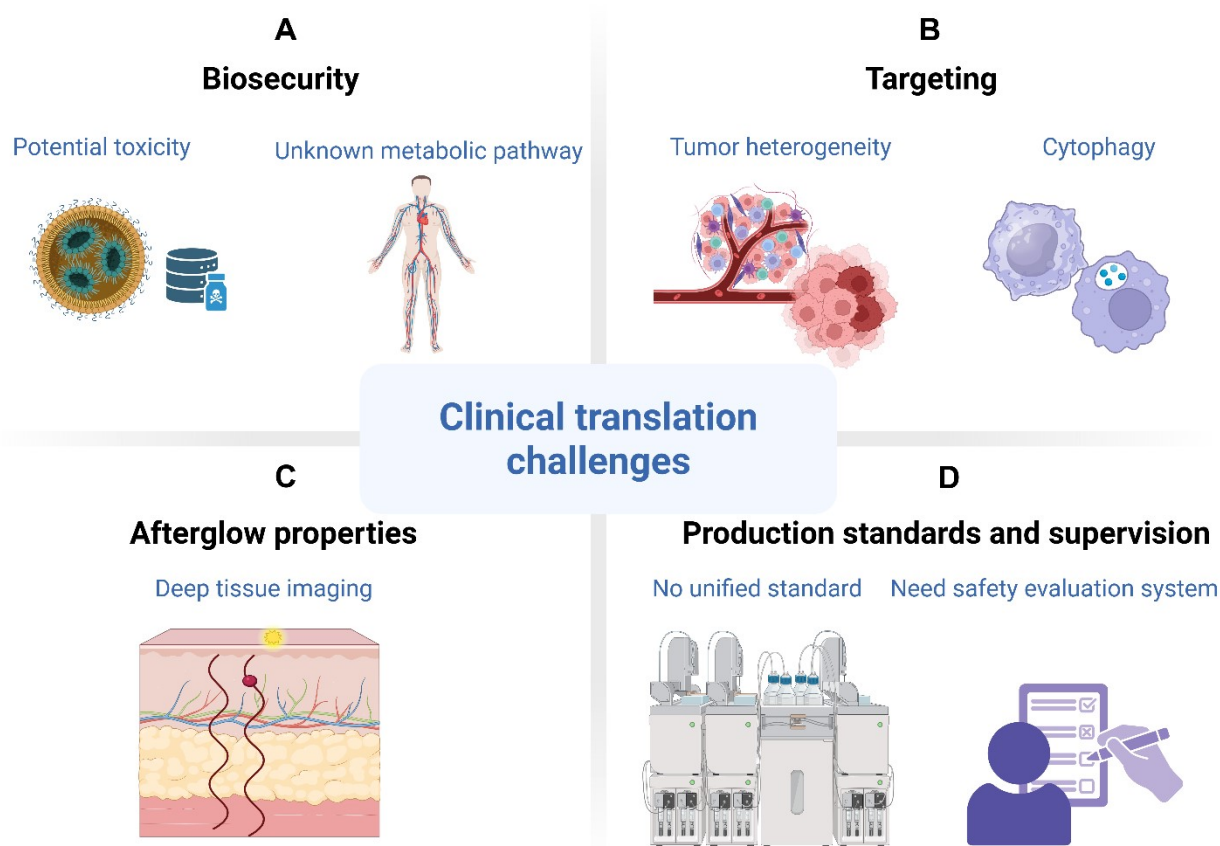 A
Biosecurity
Potential toxicity
Unknown metabolic pathway
B
Targeting
Tumor heterogeneity
Cytophagy
Clinical translation
challenges
C
Afterglow properties
Deep tissue imaging
D
Production standards and supervision
No unified standard
Need safety evaluation system